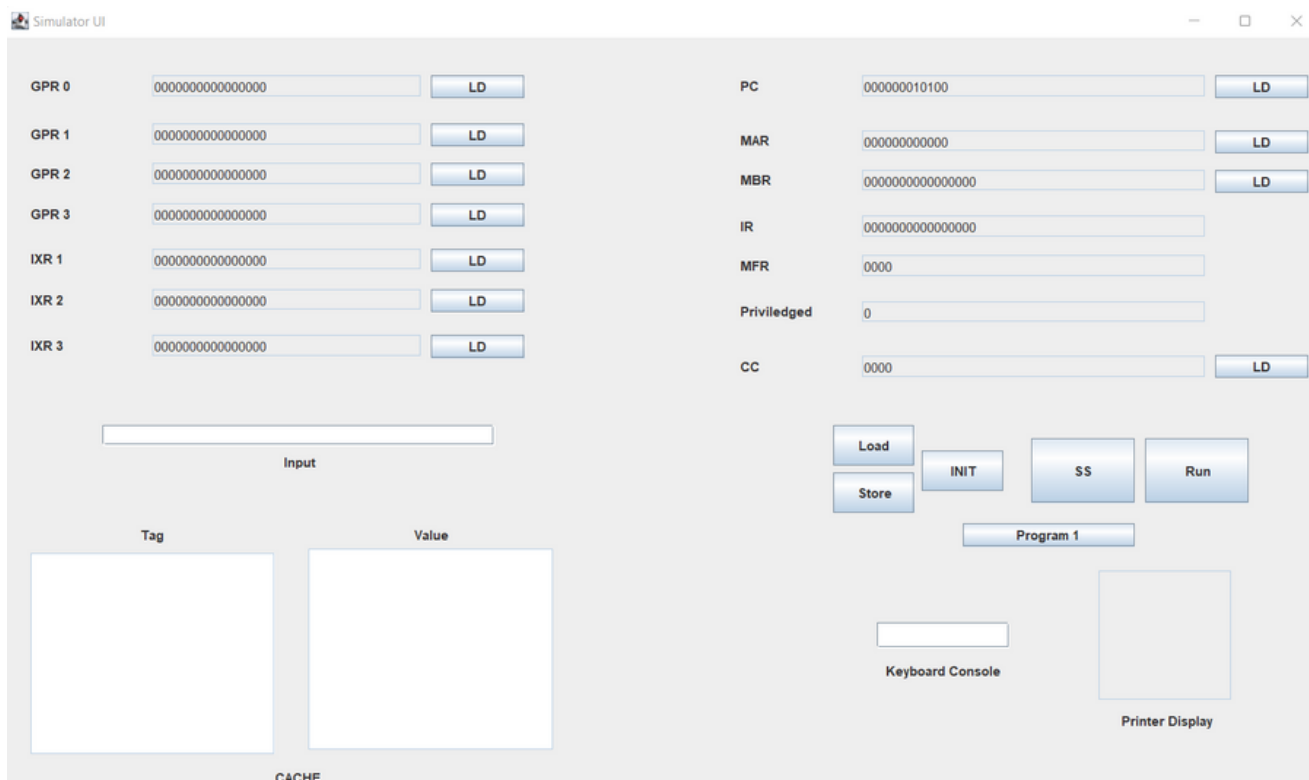 Simulator UI
GPR 0 0000000000000000 LD
GPR 1 0000000000000000 LD
GPR 2 0000000000000000 LD
GPR 3 0000000000000000 LD
IXR 1 0000000000000000 LD
IXR 2 0000000000000000 LD
IXR 3 0000000000000000 LD
Input
Tag Value
CACHE
PC 000000010100 LD
MAR 000000000000 LD
MBR 0000000000000000 LD
IR 0000000000000000
MFR 0000
Priviledged 0
CC 0000 LD
Load
Store
INIT
SS
Run
Program 1
Keyboard Console
Printer Display